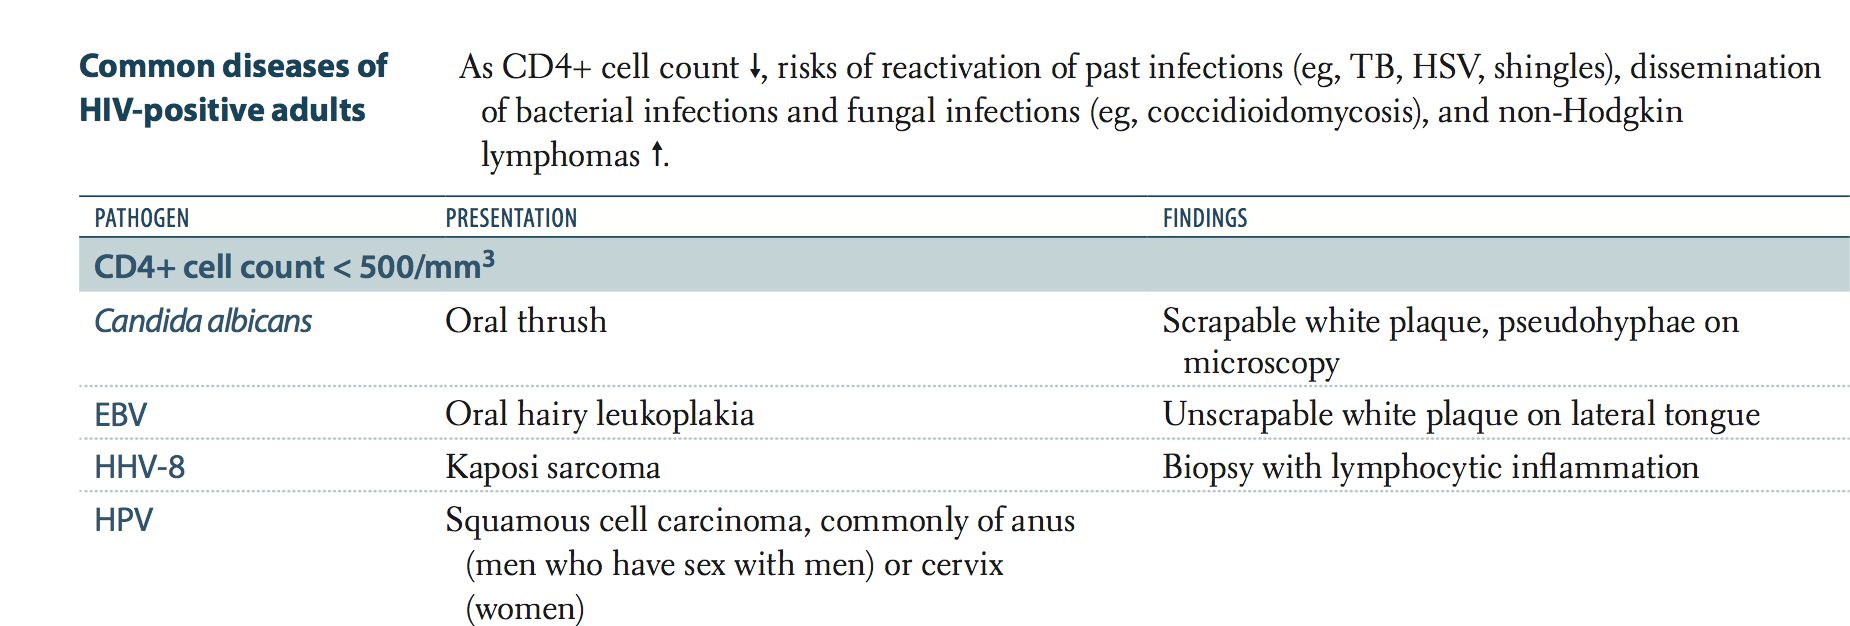 Common diseases of
HIV-positive adults
As CD4+ cell count ↓, risks of reactivation of past infections (eg, TB, HSV, shingles), dissemination
of bacterial infections and fungal infections (eg, coccidioidomycosis), and non-Hodgkin
lymphomas ↑.
PATHOGEN PRESENTATION FINDINGS
CD4+ cell count < 500/mm³
Candida albicans Oral thrush Scrapable white plaque, pseudohyphae on
microscopy
EBV Oral hairy leukoplakia Unscrapable white plaque on lateral tongue
HHV-8 Kaposi sarcoma Biopsy with lymphocytic inflammation
HPV Squamous cell carcinoma, commonly of anus
(men who have sex with men) or cervix
(women)